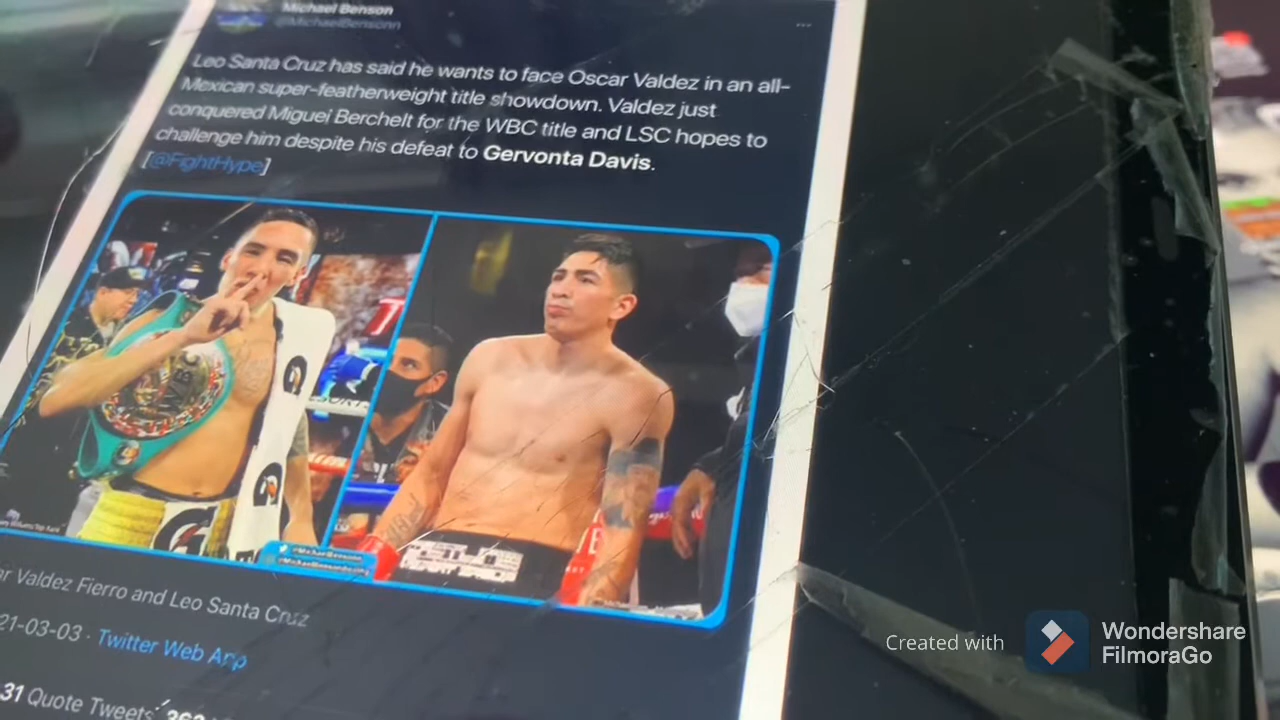 Michael Benson
@MichaelBensonn
Leo Santa Cruz has said he wants to face Oscar Valdez in an all-
Mexican super-featherweight title showdown. Valdez just
conquered Miguel Berchelt for the WBC title and LSC hopes to
challenge him despite his defeat to Gervonta Davis.
[@FightHype]
@MichaelBensonn
ar Valdez Fierro and Leo Santa Cruz
21-03-03 · Twitter Web App
31 Quote Tweets
Created with
Wondershare
FilmoraGo